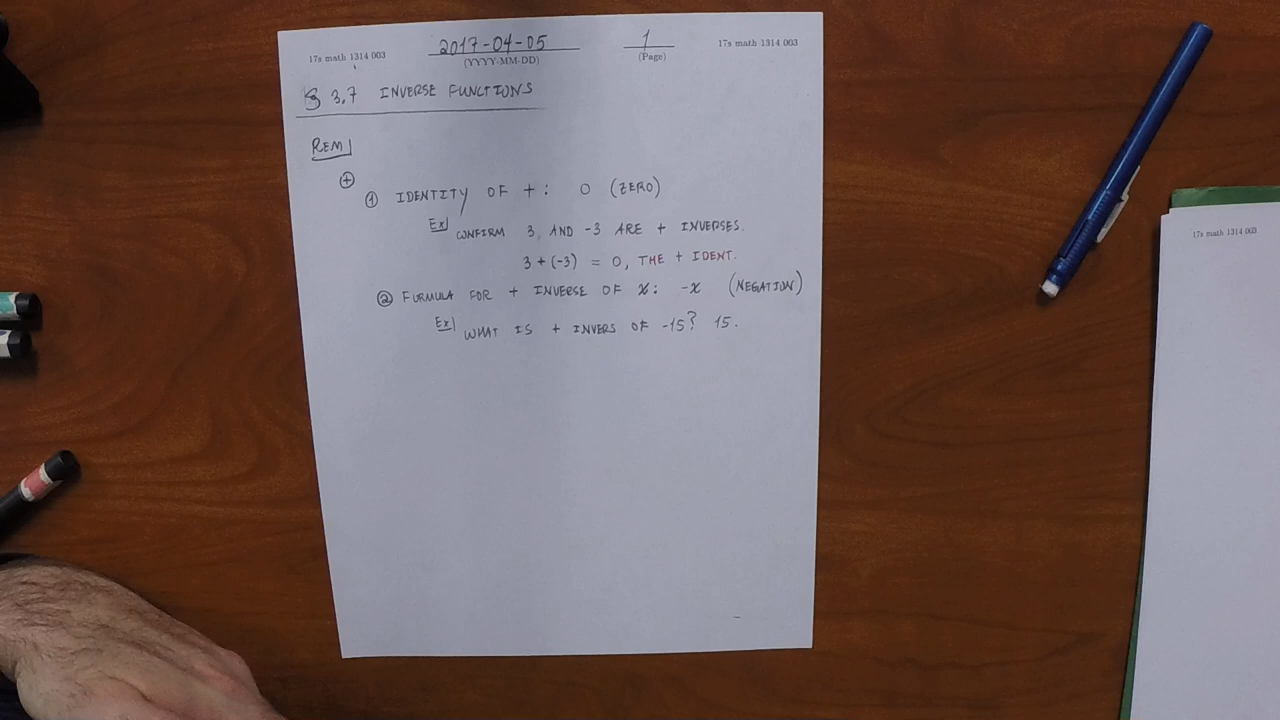 17s math 1314 003 2017-04-05 1 17s math 1314 003
(YYYY-MM-DD) (Page)
§ 3.7 INVERSE FUNCTIONS
REM
⊕
① IDENTITY OF + : 0 (ZERO)
Ex CONFIRM 3 AND -3 ARE + INVERSES.
3 + (-3) = 0, THE + IDENT.
② FORMULA FOR + INVERSE OF x: -x (NEGATION)
Ex WHAT IS + INVERS OF -15? 15.
17s math 1314 003